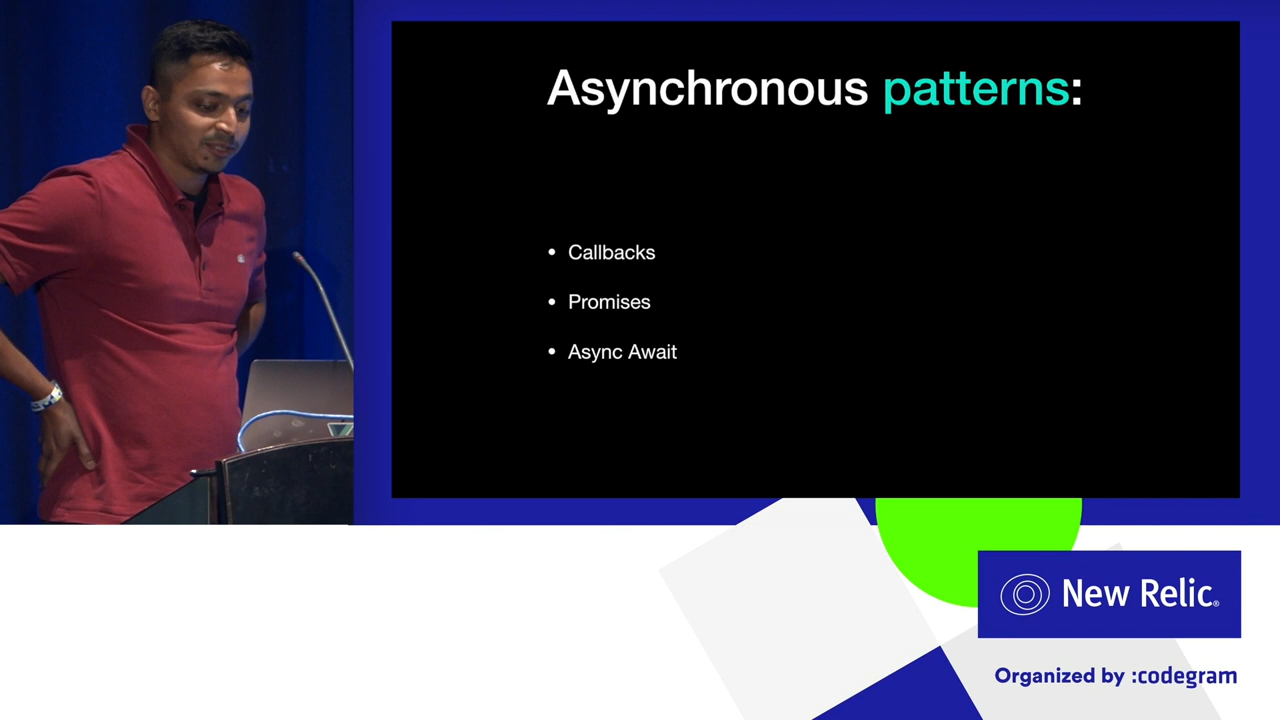 Asynchronous patterns:
• Callbacks
• Promises
• Async Await
New Relic®
Organized by :codegram